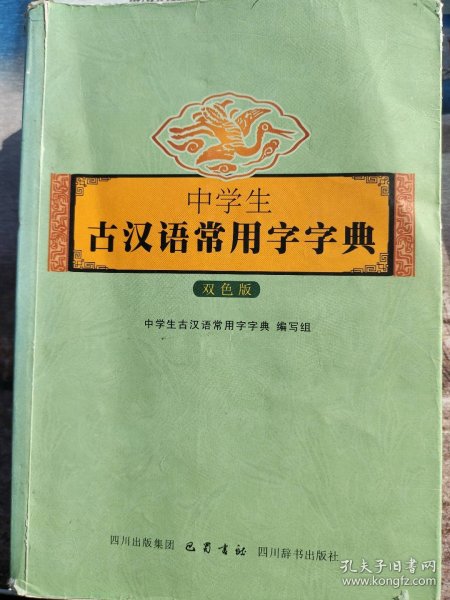 中学生
古汉语常用字字典
双色版
中学生古汉语常用字字典 编写组
四川出版集团 巴蜀书社 四川辞书出版社
孔夫子旧书网
www.kongfz.com